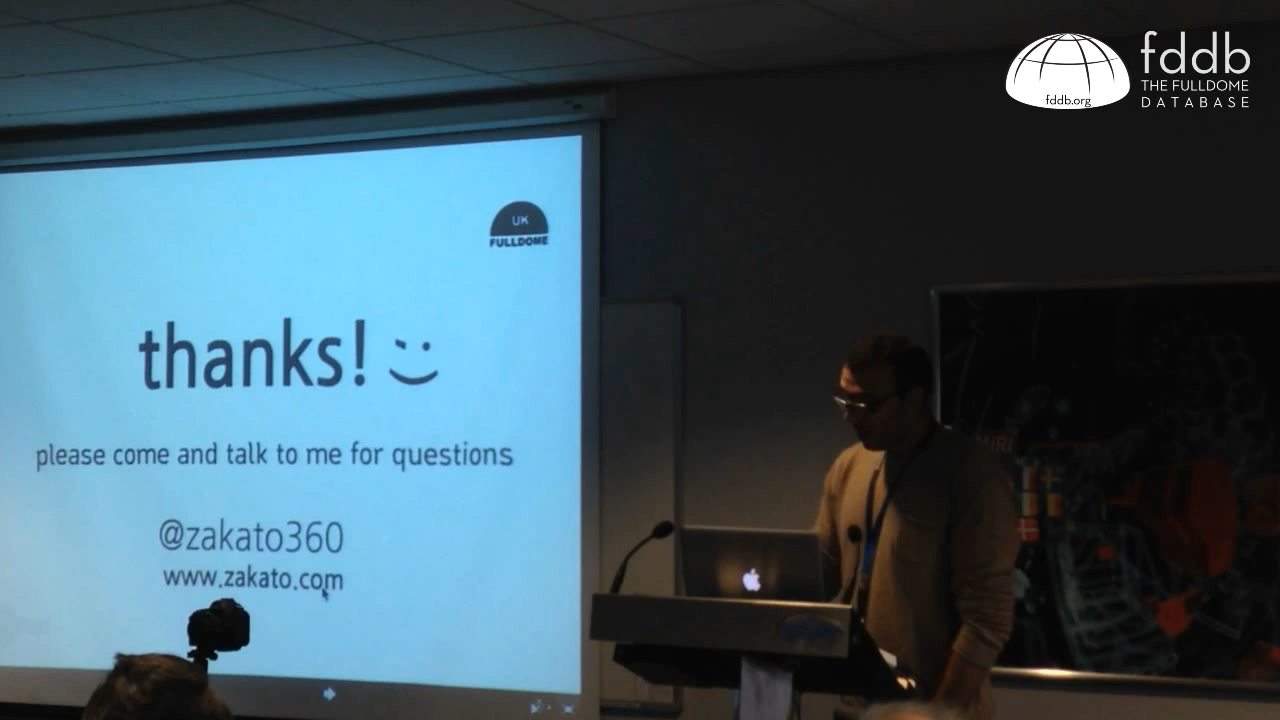 fddb
THE FULLDOME
DATABASE
fddb.org
UK
FULLDOME
thanks! :)
please come and talk to me for questions
@zakato360
www.zakato.com
MIRI